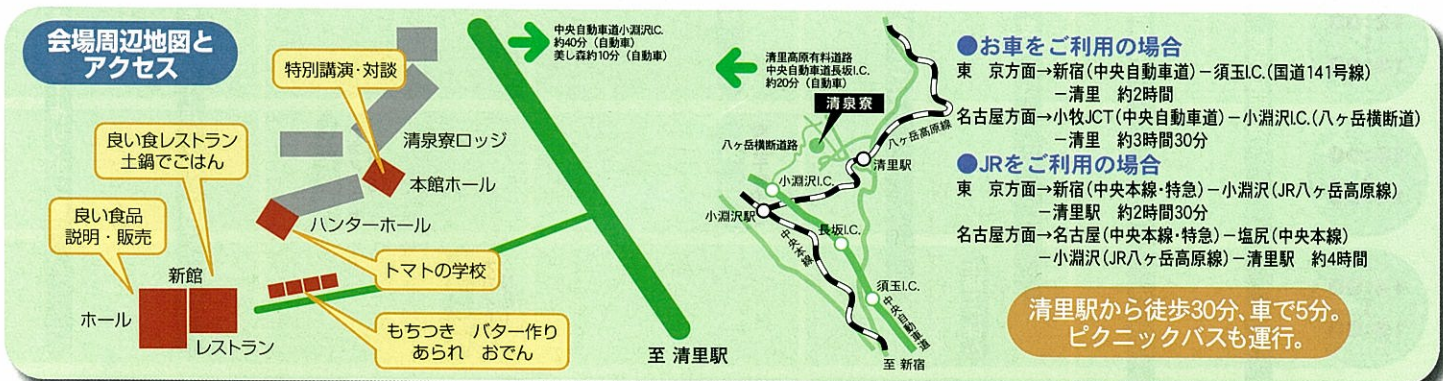 会場周辺地図と
アクセス
特別講演・対談
良い食レストラン
土鍋でごはん
良い食品
説明・販売
清泉寮ロッジ
本館ホール
ハンターホール
トマトの学校
新館
ホール
レストラン
もちつき　バター作り
あられ　おでん
中央自動車道小淵沢I.C.
約40分（自動車）
美し森約10分（自動車）
至 清里駅
清里高原有料道路
中央自動車道長坂I.C.
約20分（自動車）
清泉寮
八ヶ岳横断道路
八ヶ岳高原線
清里駅
小淵沢I.C.
小淵沢駅
長坂I.C.
中央本線
須玉I.C.
中央自動車道
至 新宿
●お車をご利用の場合
東　京方面→新宿（中央自動車道）－須玉I.C.（国道141号線）
－清里　約2時間
名古屋方面→小牧JCT（中央自動車道）－小淵沢I.C.（八ヶ岳横断道）
－清里　約3時間30分
●JRをご利用の場合
東　京方面→新宿（中央本線・特急）－小淵沢（JR八ヶ岳高原線）
－清里駅　約2時間30分
名古屋方面→名古屋（中央本線・特急）－塩尻（中央本線）
－小淵沢（JR八ヶ岳高原線）－清里駅　約4時間
清里駅から徒歩30分、車で5分。
ピクニックバスも運行。